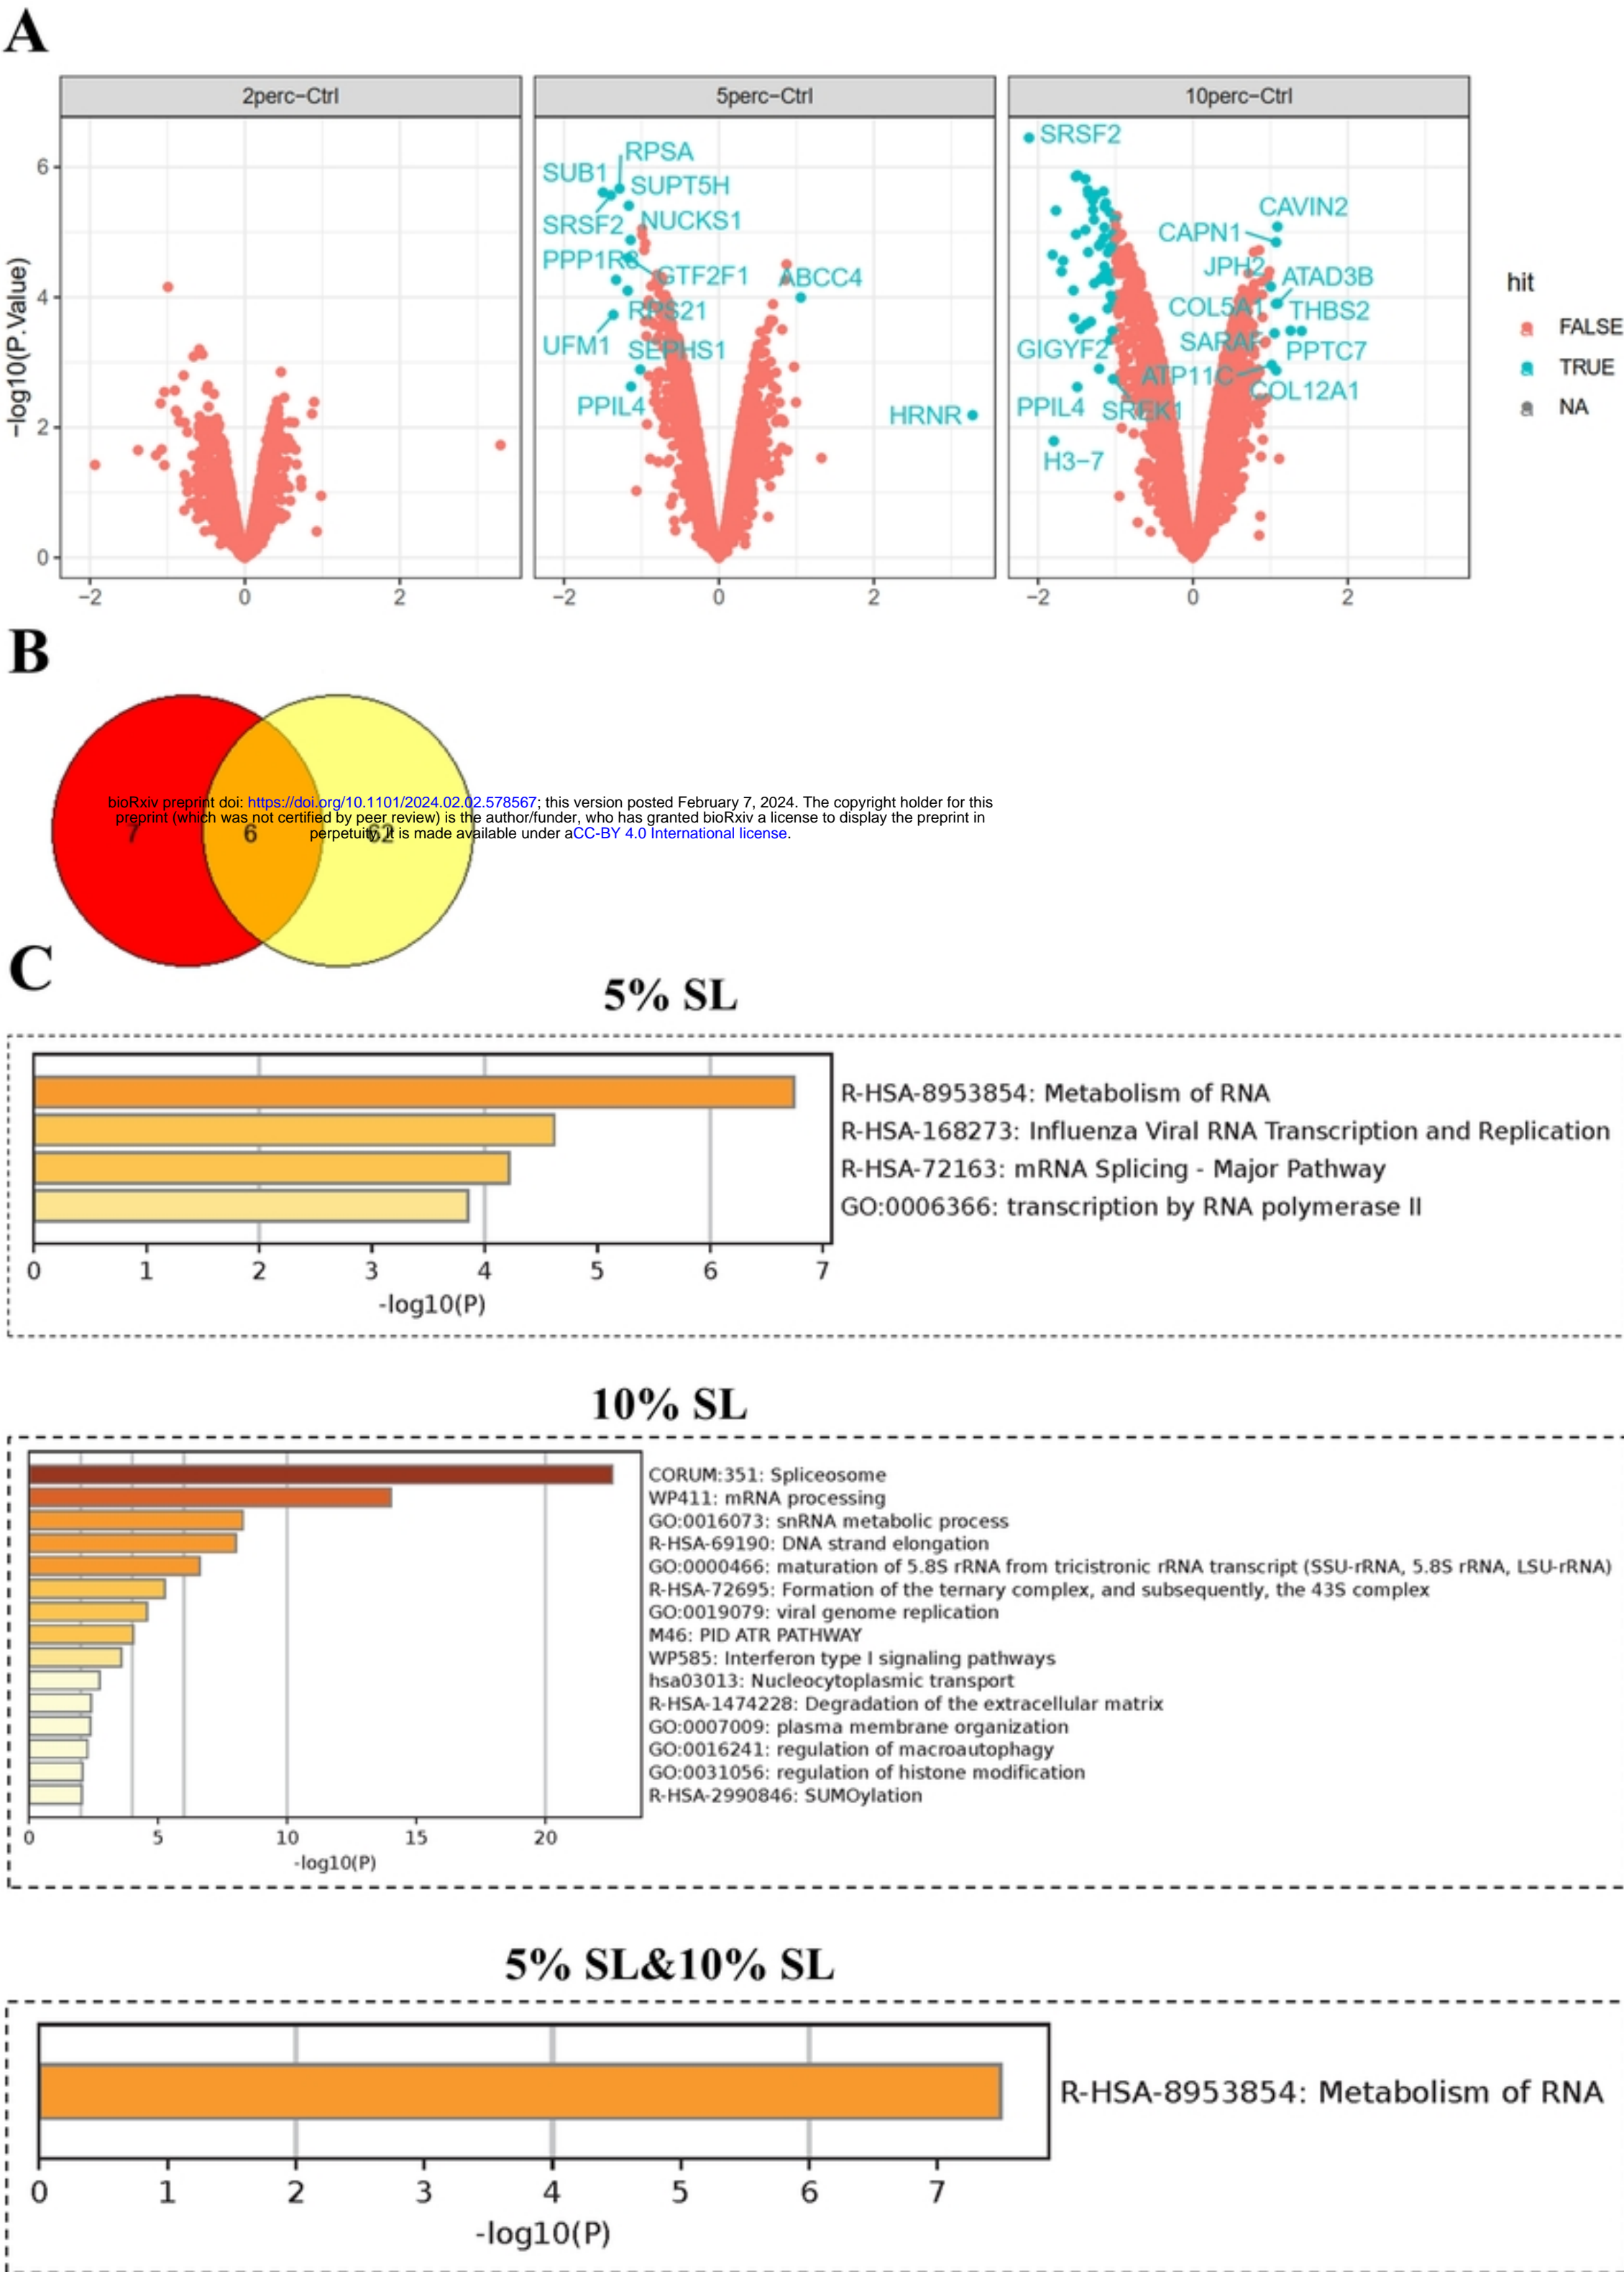 A
2perc−Ctrl
5perc−Ctrl
10perc−Ctrl
−log10(P.Value)
6
4
2
0
RPSA
SUB1
SUPT5H
SRSF2
NUCKS1
GTF2F1
ABCC4
RPS21
UFM1
SEPHS1
PPIL4
HRNR
SRSF2
CAVIN2
CAPN1
JPH2
ATAD3B
COL5A1
THBS2
GIGYF2
SARAF
PPTC7
ATP11C
COL12A1
PPIL4
SREK1
H3−7
−2 0 2
−2 0 2
−2 0 2
hit
FALSE
TRUE
NA
B
bioRxiv preprint doi: https://doi.org/10.1101/2024.02.02.578567; this version posted February 7, 2024. The copyright holder for this
preprint (which was not certified by peer review) is the author/funder, who has granted bioRxiv a license to display the preprint in
perpetuity. It is made available under aCC-BY 4.0 International license.
7 6 62
C
5% SL
R-HSA-8953854: Metabolism of RNA
R-HSA-168273: Influenza Viral RNA Transcription and Replication
R-HSA-72163: mRNA Splicing - Major Pathway
GO:0006366: transcription by RNA polymerase II
0 1 2 3 4 5 6 7
-log10(P)
10% SL
CORUM:351: Spliceosome
WP411: mRNA processing
GO:0016073: snRNA metabolic process
R-HSA-69190: DNA strand elongation
GO:0000466: maturation of 5.8S rRNA from tricistronic rRNA transcript (SSU-rRNA, 5.8S rRNA, LSU-rRNA)
R-HSA-72695: Formation of the ternary complex, and subsequently, the 43S complex
GO:0019079: viral genome replication
M46: PID ATR PATHWAY
WP585: Interferon type I signaling pathways
hsa03013: Nucleocytoplasmic transport
R-HSA-1474228: Degradation of the extracellular matrix
GO:0007009: plasma membrane organization
GO:0016241: regulation of macroautophagy
GO:0031056: regulation of histone modification
R-HSA-2990846: SUMOylation
0 5 10 15 20
-log10(P)
5% SL&10% SL
R-HSA-8953854: Metabolism of RNA
0 1 2 3 4 5 6 7
-log10(P)